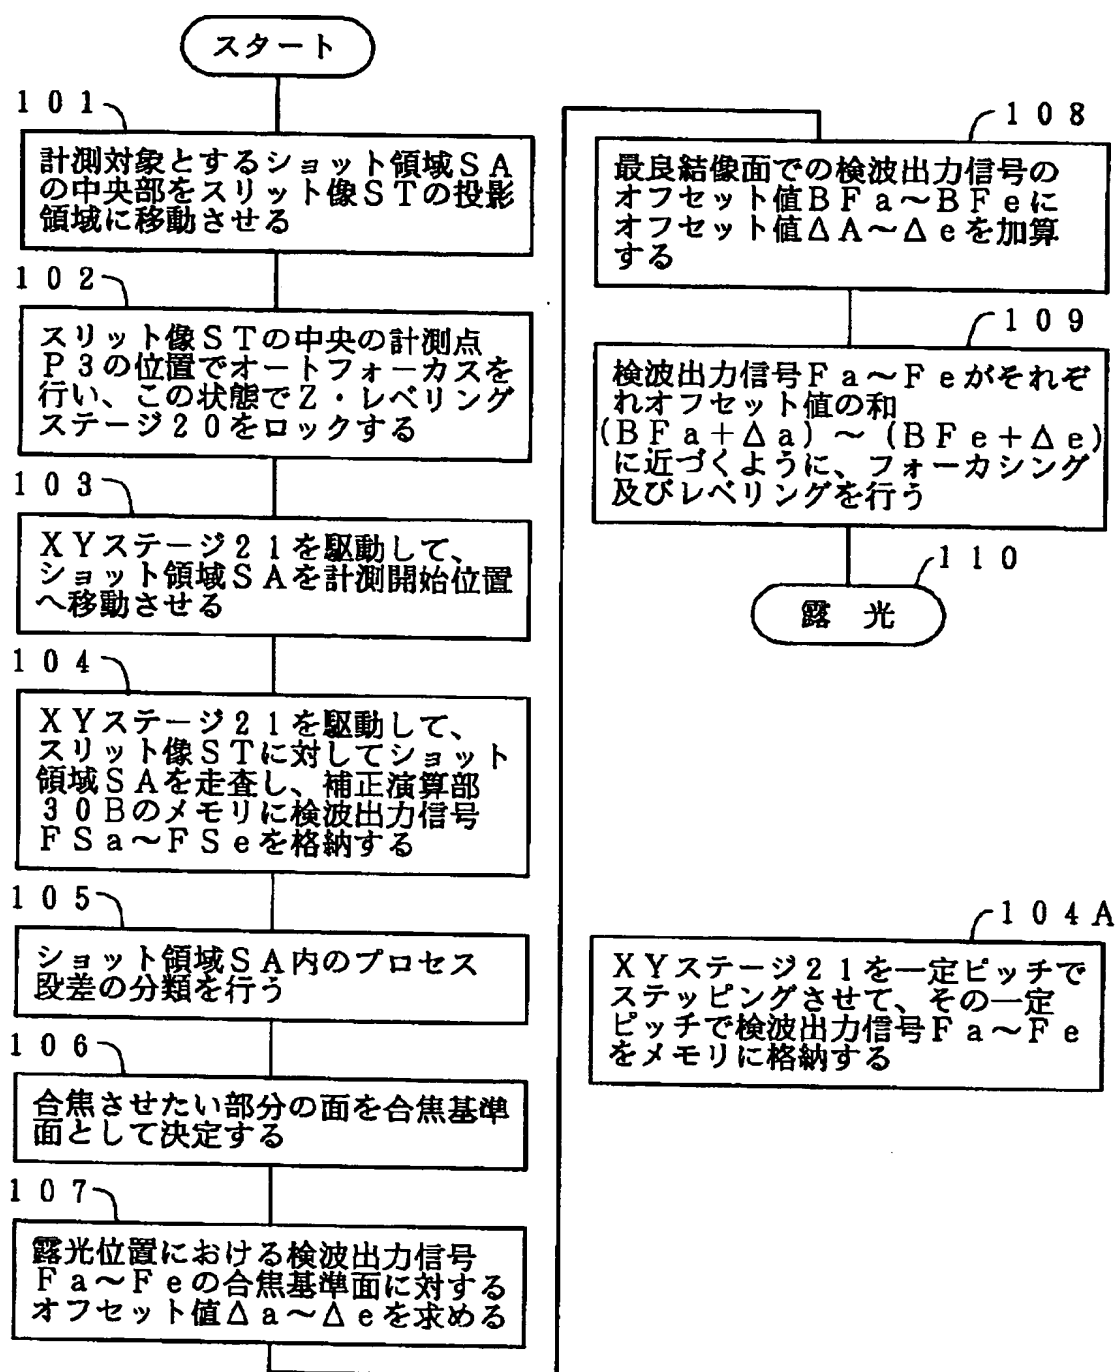 スタート
101
計測対象とするショット領域SA
の中央部をスリット像STの投影
領域に移動させる
102
スリット像STの中央の計測点
P3の位置でオートフォーカスを
行い、この状態でZ・レベリング
ステージ20をロックする
103
XYステージ21を駆動して、
ショット領域SAを計測開始位置
へ移動させる
104
XYステージ21を駆動して、
スリット像STに対してショット
領域SAを走査し、補正演算部
30Bのメモリに検波出力信号
FSa～FSeを格納する
105
ショット領域SA内のプロセス
段差の分類を行う
106
合焦させたい部分の面を合焦基準
面として決定する
107
露光位置における検波出力信号
Fa～Feの合焦基準面に対する
オフセット値Δa～Δeを求める
108
最良結像面での検波出力信号の
オフセット値BFa～BFeに
オフセット値ΔA～Δeを加算
する
109
検波出力信号Fa～Feがそれぞ
れオフセット値の和
(BFa+Δa)～(BFe+Δe)
に近づくように、フォーカシング
及びレベリングを行う
110
露 光
104A
XYステージ21を一定ピッチで
ステッピングさせて、その一定
ピッチで検波出力信号Fa～Fe
をメモリに格納する